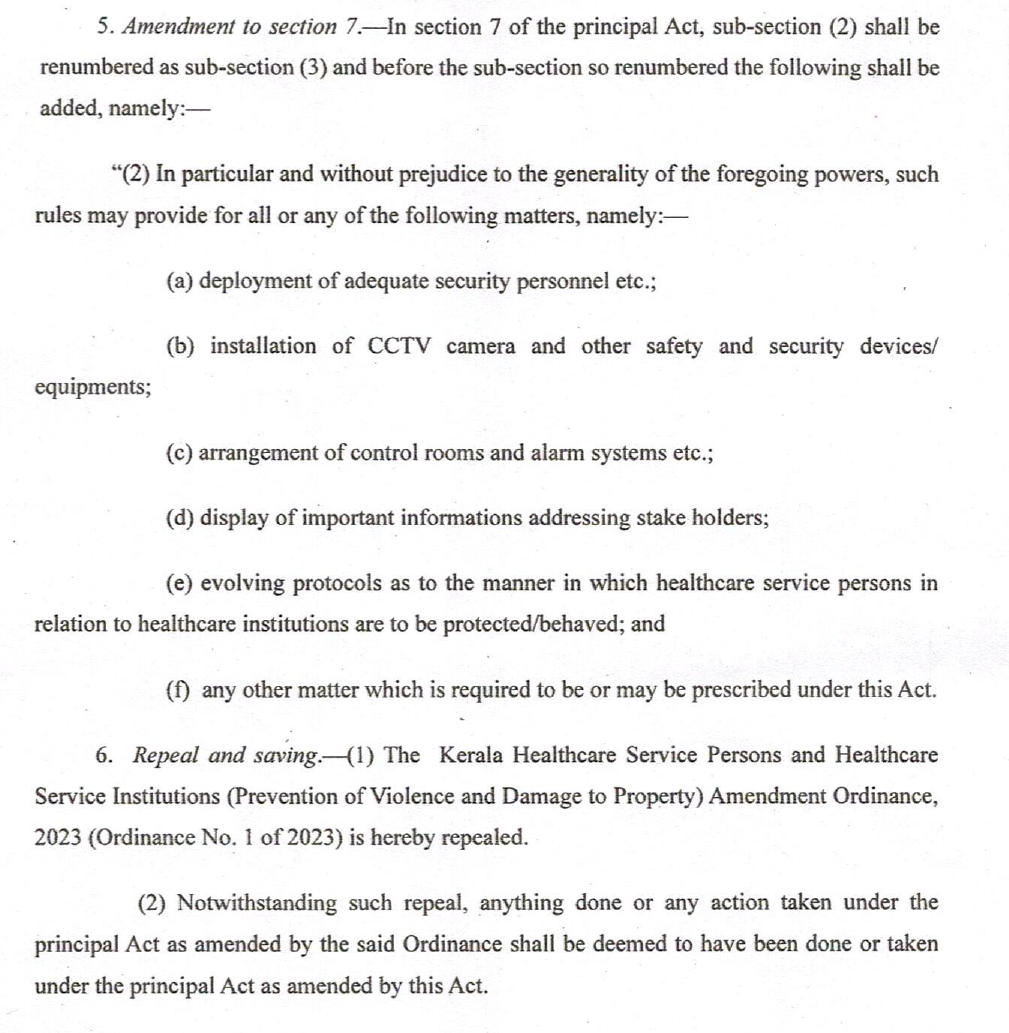 5. Amendment to section 7.—In section 7 of the principal Act, sub-section (2) shall be
renumbered as sub-section (3) and before the sub-section so renumbered the following shall be
added, namely:—
“(2) In particular and without prejudice to the generality of the foregoing powers, such
rules may provide for all or any of the following matters, namely:—
(a) deployment of adequate security personnel etc.;
(b) installation of CCTV camera and other safety and security devices/
equipments;
(c) arrangement of control rooms and alarm systems etc.;
(d) display of important informations addressing stake holders;
(e) evolving protocols as to the manner in which healthcare service persons in
relation to healthcare institutions are to be protected/behaved; and
(f) any other matter which is required to be or may be prescribed under this Act.
6. Repeal and saving.—(1) The Kerala Healthcare Service Persons and Healthcare
Service Institutions (Prevention of Violence and Damage to Property) Amendment Ordinance,
2023 (Ordinance No. 1 of 2023) is hereby repealed.
(2) Notwithstanding such repeal, anything done or any action taken under the
principal Act as amended by the said Ordinance shall be deemed to have been done or taken
under the principal Act as amended by this Act.